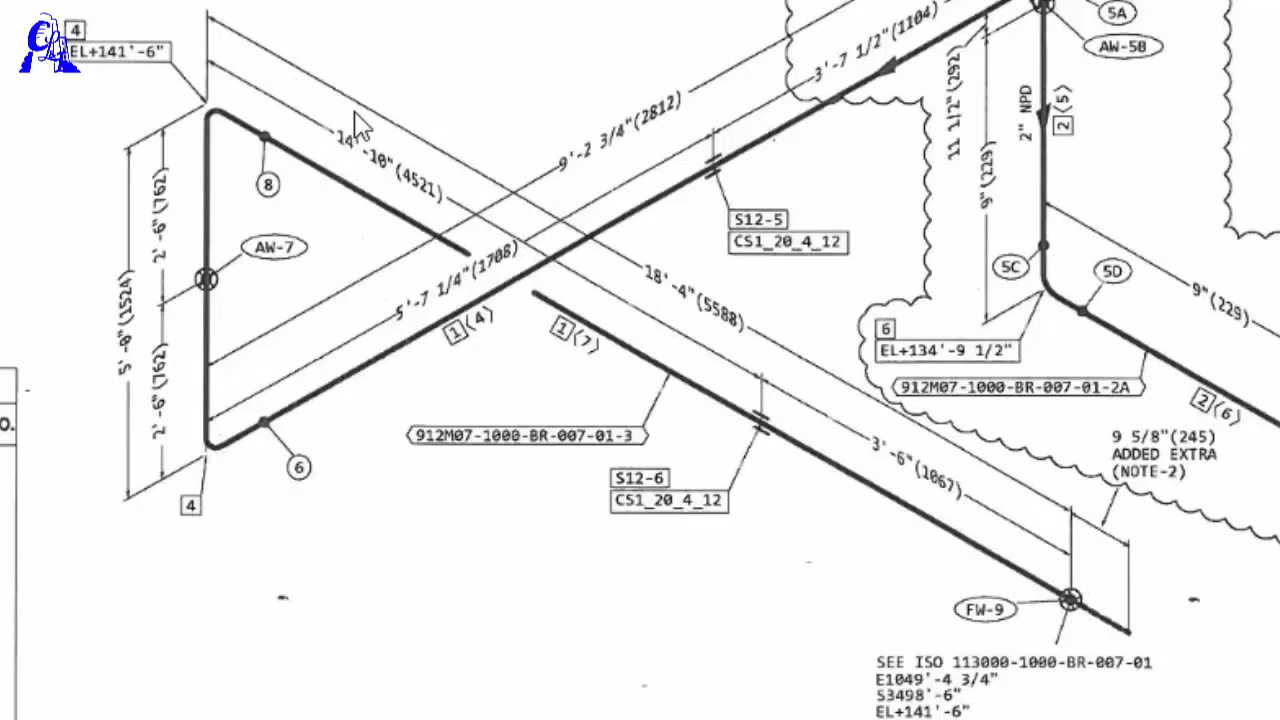 4
EL+141'-6"
5A
AW-5B
3'-7 1/2"(1104)
11 1/2"(292)
2" NPD
2<5>
9'-2 3/4"(2812)
14'-10"(4521)
9"(229)
8
2'-6"(762)
AW-7
S12-5
CS1_20_4_12
5C
5D
5'-0"(1524)
5'-7 1/4"(1708)
18'-4"(5588)
9"(229)
1<4>
1<7>
6
EL+134'-9 1/2"
912M07-1000-BR-007-01-2A
2<6>
2'-6"(762)
O.
912M07-1000-BR-007-01-3
9 5/8"(245)
ADDED EXTRA
(NOTE-2)
6
3'-6"(1067)
4
S12-6
CS1_20_4_12
FW-9
SEE ISO 113000-1000-BR-007-01
E1049'-4 3/4"
S3498'-6"
EL+141'-6"